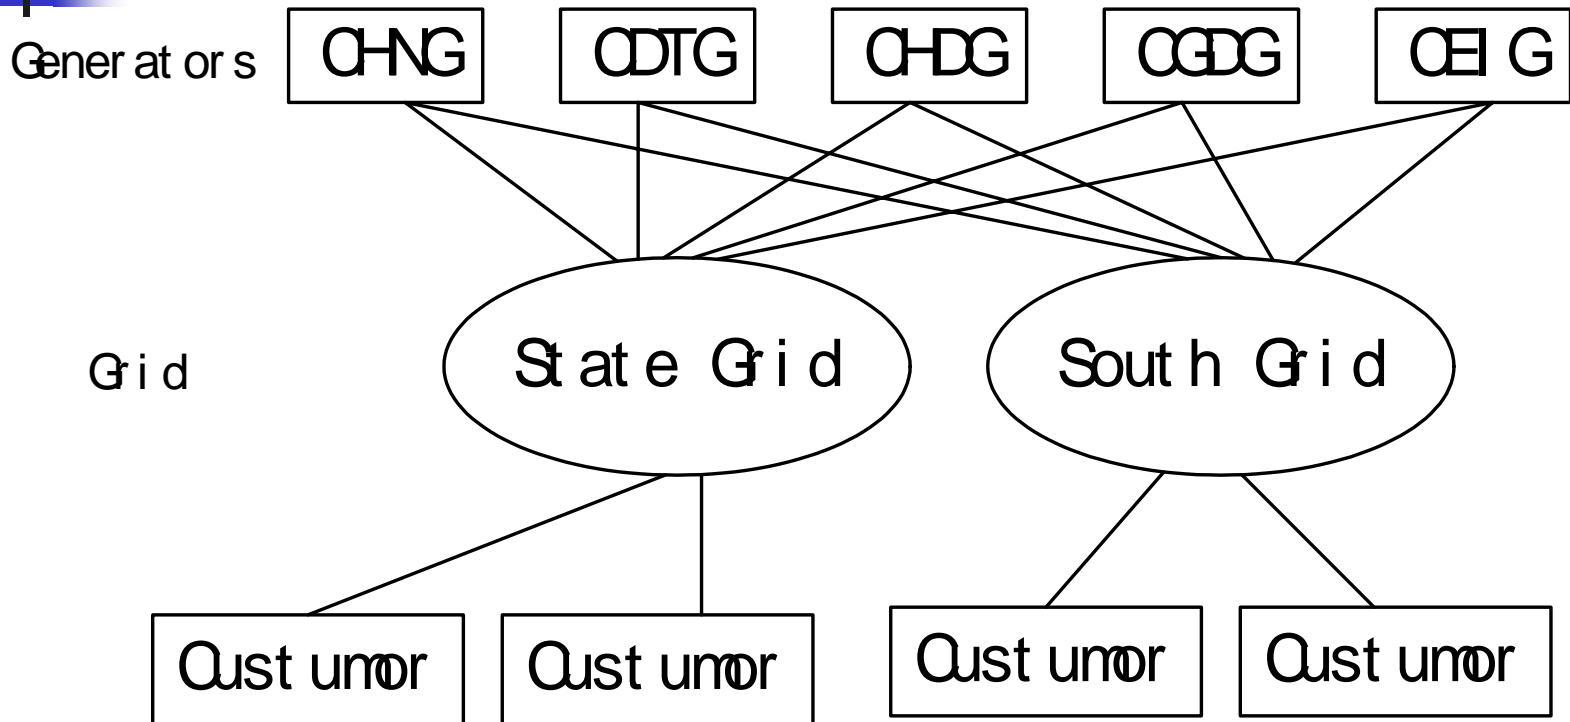 Generators CHNG CDTG CHDG CGDG CEIG
Grid State Grid South Grid
Custumor Custumor Custumor Custumor